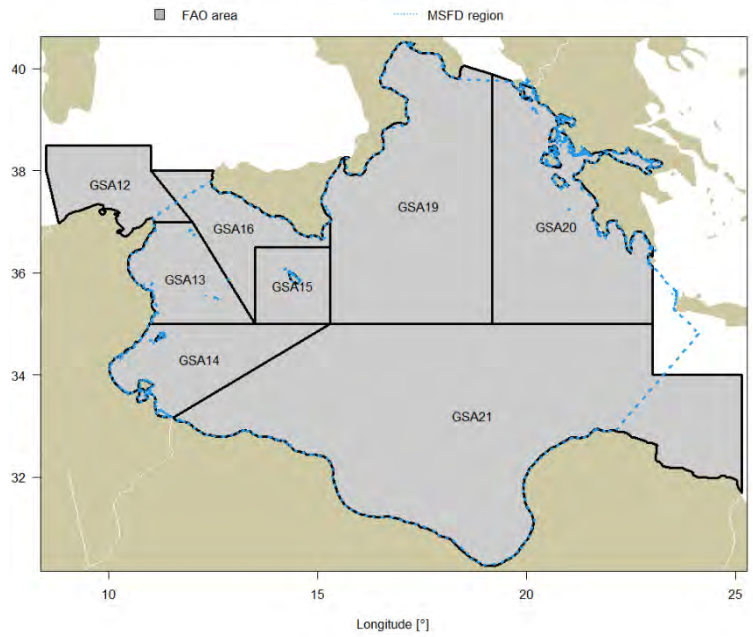 FAO area
MSFD region
40
38
36
34
32
GSA12
GSA16
GSA19
GSA20
GSA13
GSA15
GSA14
GSA21
10
15
20
25
Longitude [°]